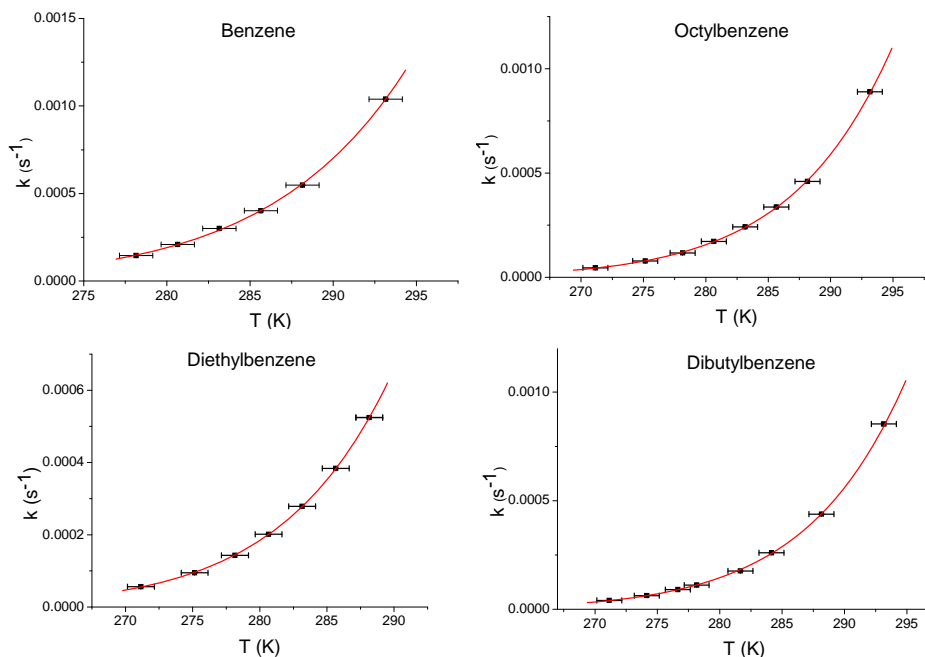 Benzene
0.0015
0.0010
0.0005
0.0000
k (s-1)
275 280 285 290 295
T (K)
Octylbenzene
0.0010
0.0005
0.0000
k (s-1)
270 275 280 285 290 295
T (K)
Diethylbenzene
0.0006
0.0004
0.0002
0.0000
k (s-1)
270 275 280 285 290
T (K)
Dibutylbenzene
0.0010
0.0005
0.0000
k (s-1)
270 275 280 285 290 295
T (K)